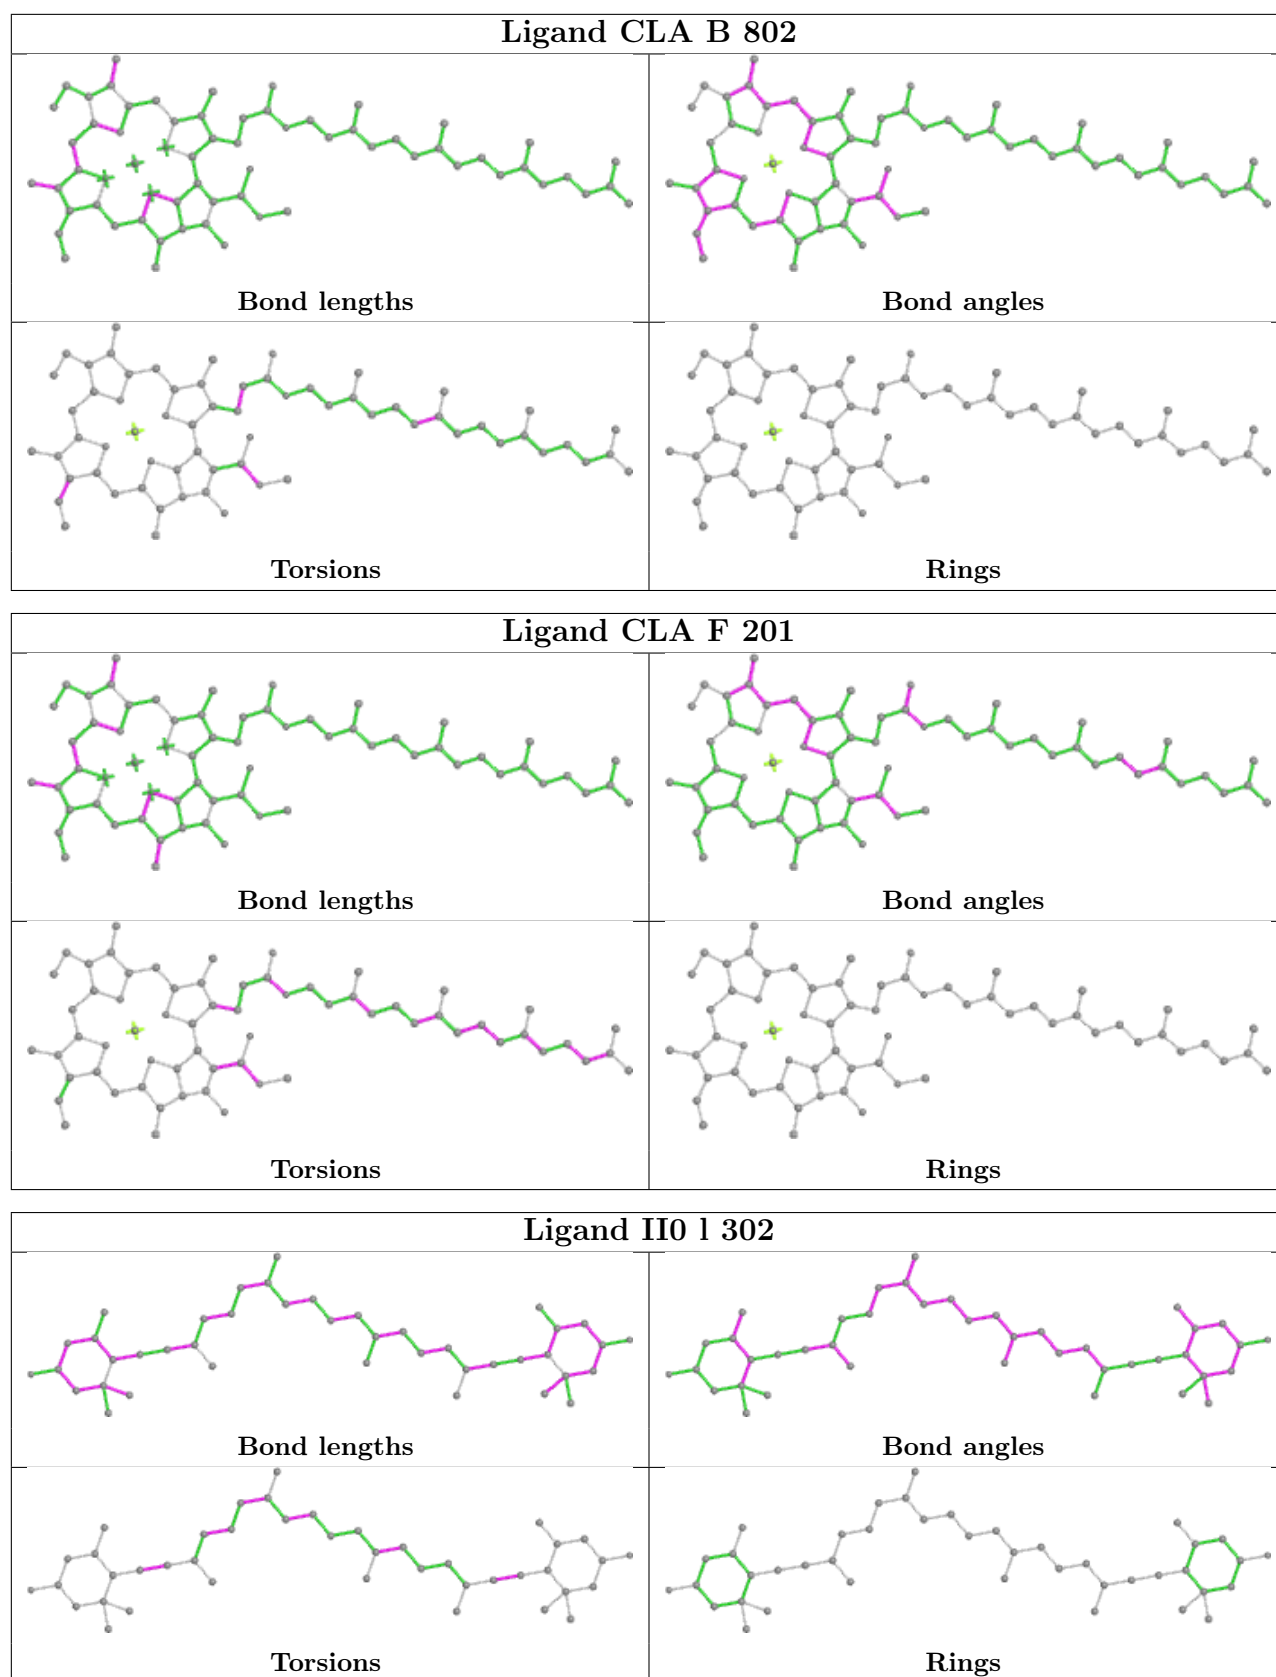 Ligand CLA B 802
Bond lengths
Bond angles
Torsions
Rings
Ligand CLA F 201
Bond lengths
Bond angles
Torsions
Rings
Ligand II0 l 302
Bond lengths
Bond angles
Torsions
Rings